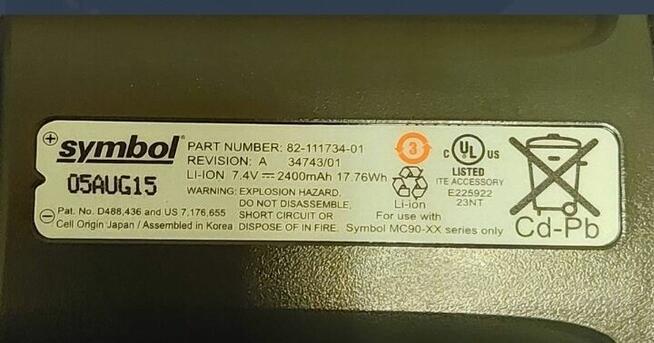 symbol®
05AUG15
PART NUMBER: 82-111734-01
REVISION: A 34743/01
LI-ION 7.4V 2400mAh 17.76Wh
WARNING: EXPLOSION HAZARD,
DO NOT DISASSEMBLE,
SHORT CIRCUIT OR
DISPOSE OF IN FIRE.
Pat. No. D488,436 and US 7,176,655
Cell Origin Japan / Assembled in Korea
3
Li-ion
For use with
Symbol MC90-XX series only
c UL US
LISTED
ITE ACCESSORY
E225922
23NT
Cd-Pb